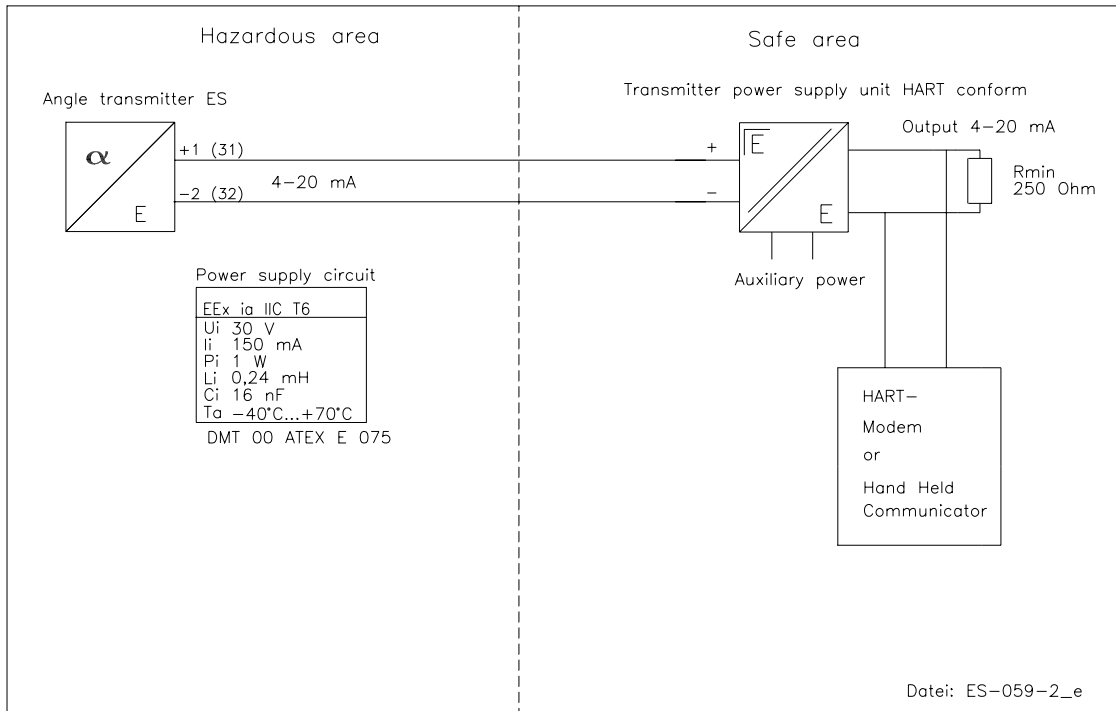 Hazardous area
Safe area
Angle transmitter ES
Transmitter power supply unit HART conform
Output 4-20 mA
α
E
+1 (31)
4-20 mA
-2 (32)
+
-
E
E
Rmin
250 Ohm
Auxiliary power
Power supply circuit
EEx ia IIC T6
Ui 30 V
Ii 150 mA
Pi 1 W
Li 0,24 mH
Ci 16 nF
Ta -40°C...+70°C
DMT 00 ATEX E 075
HART-
Modem
or
Hand Held
Communicator
Datei: ES-059-2_e